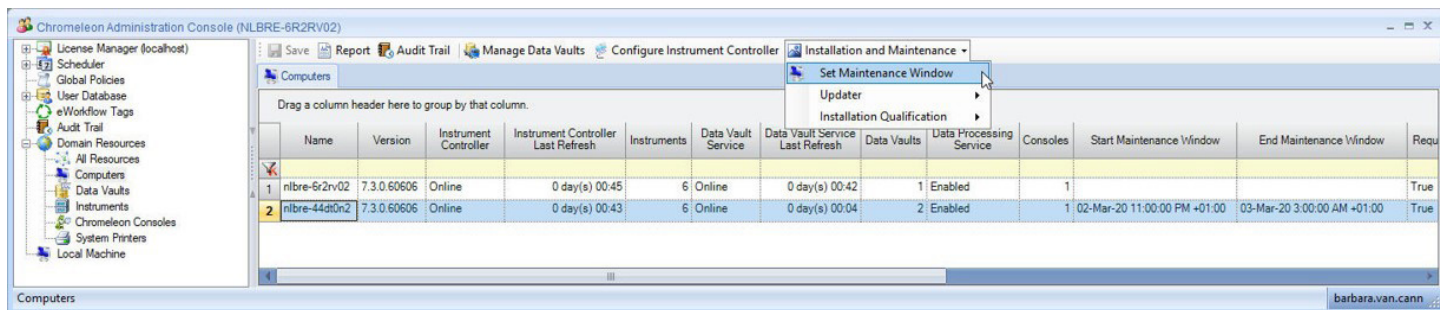 Chromeleon Administration Console (NLBRE-6R2RV02)
License Manager (localhost)
Scheduler
Global Policies
User Database
eWorkflow Tags
Audit Trail
Domain Resources
All Resources
Computers
Data Vaults
Instruments
Chromeleon Consoles
System Printers
Local Machine
Save Report Audit Trail Manage Data Vaults Configure Instrument Controller Installation and Maintenance
Set Maintenance Window
Updater
Installation Qualification
Computers
Drag a column header here to group by that column.
Name Version Instrument Controller Instrument Controller Last Refresh Instruments Data Vault Service Data Vault Service Last Refresh Data Vaults Data Processing Service Consoles Start Maintenance Window End Maintenance Window Requ
1 nlbre-6r2rv02 7.3.0.60606 Online 0 day(s) 00:45 6 Online 0 day(s) 00:42 1 Enabled 1 True
2 nlbre-44dt0n2 7.3.0.60606 Online 0 day(s) 00:43 6 Online 0 day(s) 00:04 2 Enabled 1 02-Mar-20 11:00:00 PM +01:00 03-Mar-20 3:00:00 AM +01:00 True
Computers
barbara.van.cann